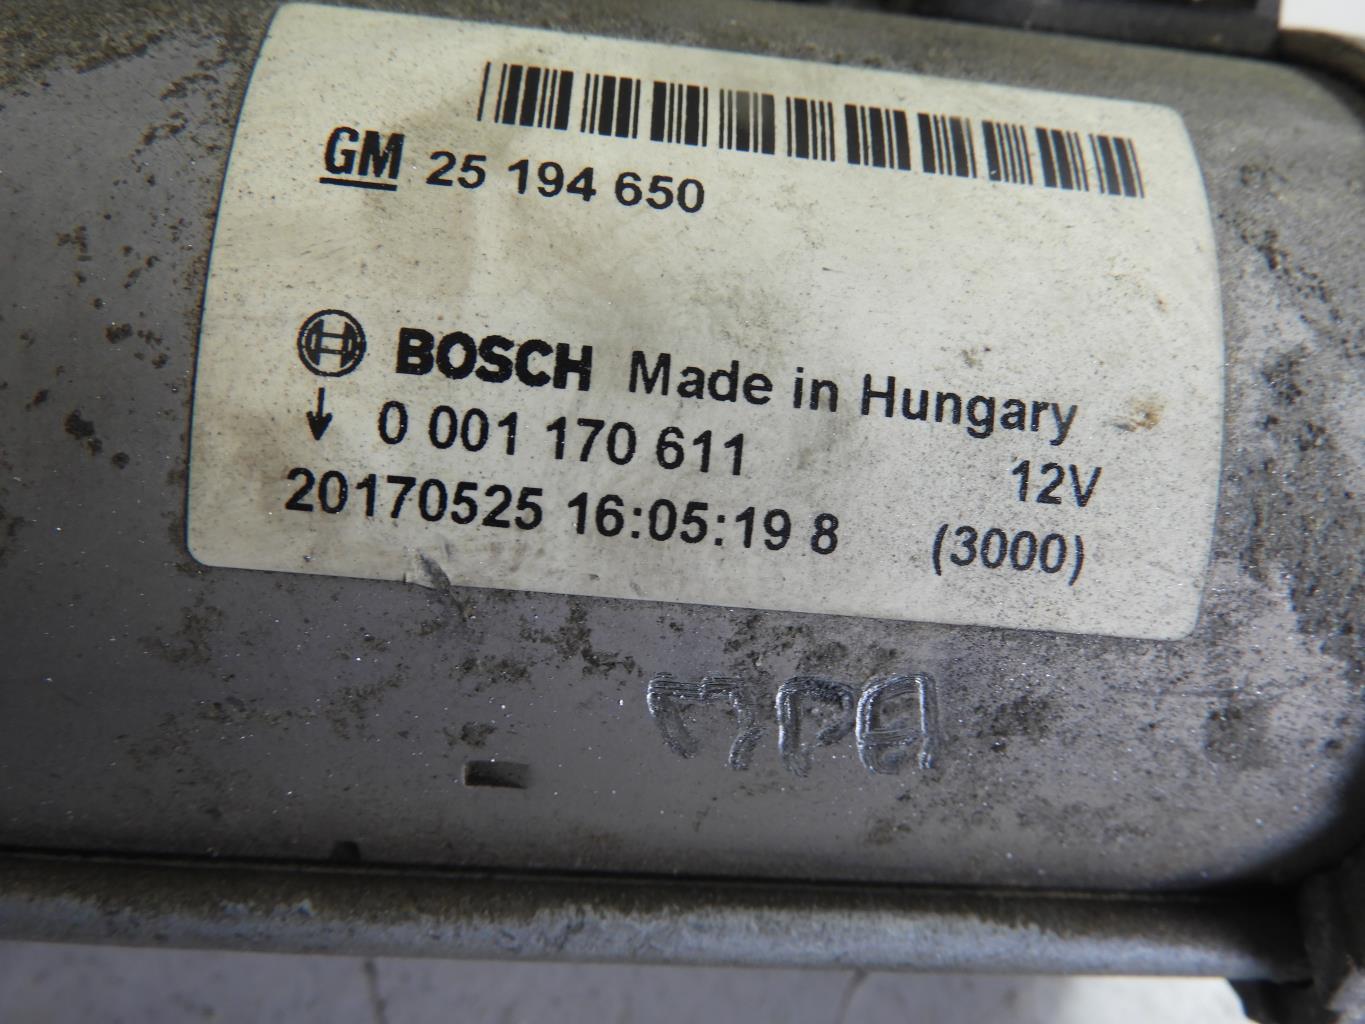 GM 25 194 650
BOSCH Made in Hungary
0 001 170 611 12V
20170525 16:05:19 8 (3000)